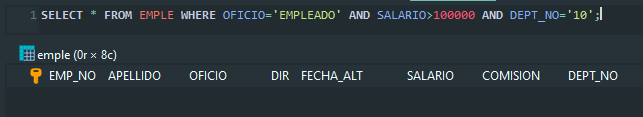 1 SELECT * FROM EMPLE WHERE OFICIO='EMPLEADO' AND SALARIO>100000 AND DEPT_NO='10';
emple (0r × 8c)
EMP_NO APELLIDO OFICIO DIR FECHA_ALT SALARIO COMISION DEPT_NO